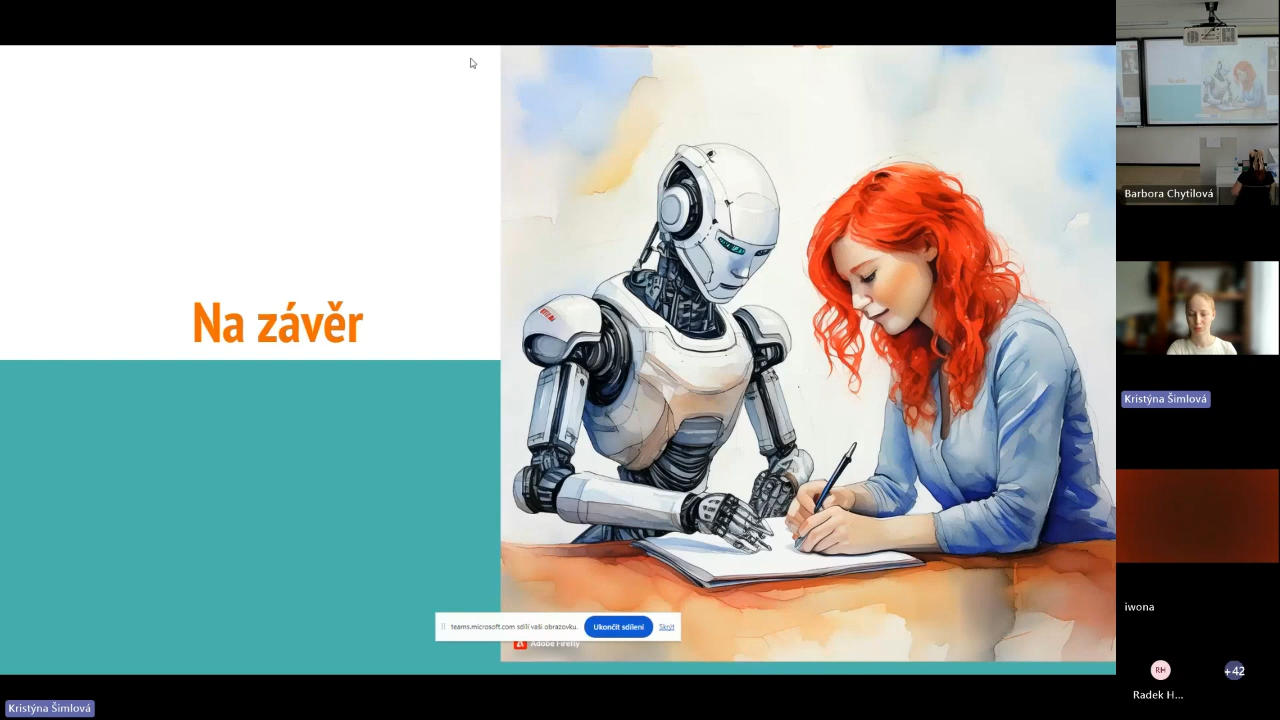 Na závěr
teams.microsoft.com sdílí vaši obrazovku.
Ukončit sdílení
Skrýt
Adobe Firefly
Kristýna Šimlová
Barbora Chytilová
Kristýna Šimlová
iwona
RH
+42
Radek H...